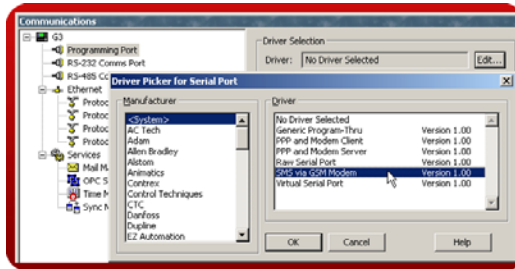 Communications
G3
Programming Port
RS-232 Comms Port
RS-485 Co
Ethernet
Protoc
Protoc
Protoc
Protoc
Services
Mail M
OPC S
Time M
Sync M
Driver Selection
Driver: No Driver Selected Edit...
Driver Picker for Serial Port
Manufacturer
<System>
AC Tech
Adam
Allen Bradley
Alstom
Animatics
Contrex
Control Techniques
CTC
Danfoss
Dupline
EZ Automation
Driver
No Driver Selected
Generic Program-Thru Version 1.00
PPP and Modem Client Version 1.00
PPP and Modem Server Version 1.00
Raw Serial Port Version 1.00
SMS via GSM Modem Version 1.00
Virtual Serial Port Version 1.00
OK Cancel Help